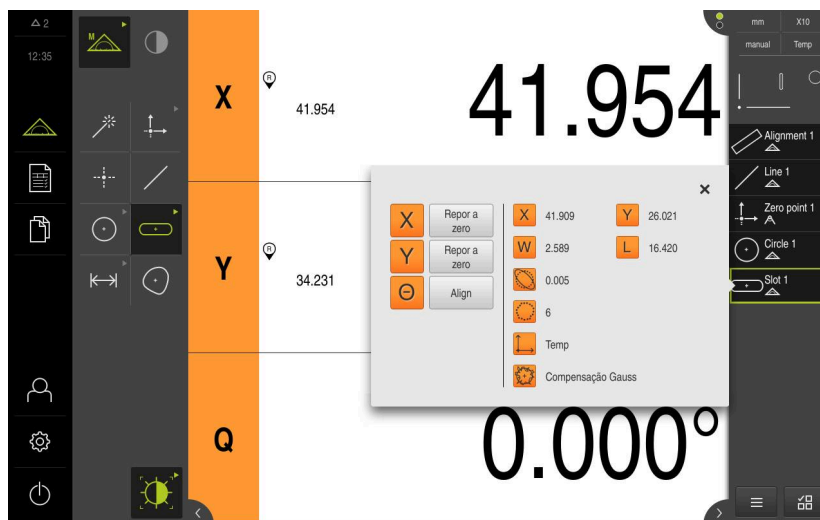 2
12:35
M
X
R
41.954
41.954
Y
R
34.231
Q
0.000°
X
Repor a
zero
Y
Repor a
zero
Θ
Align
X
41.909
Y
26.021
W
2.589
L
16.420
0.005
6
Temp
Compensação Gauss
mm
X10
manual
Temp
Alignment 1
Line 1
Zero point 1
Circle 1
Slot 1